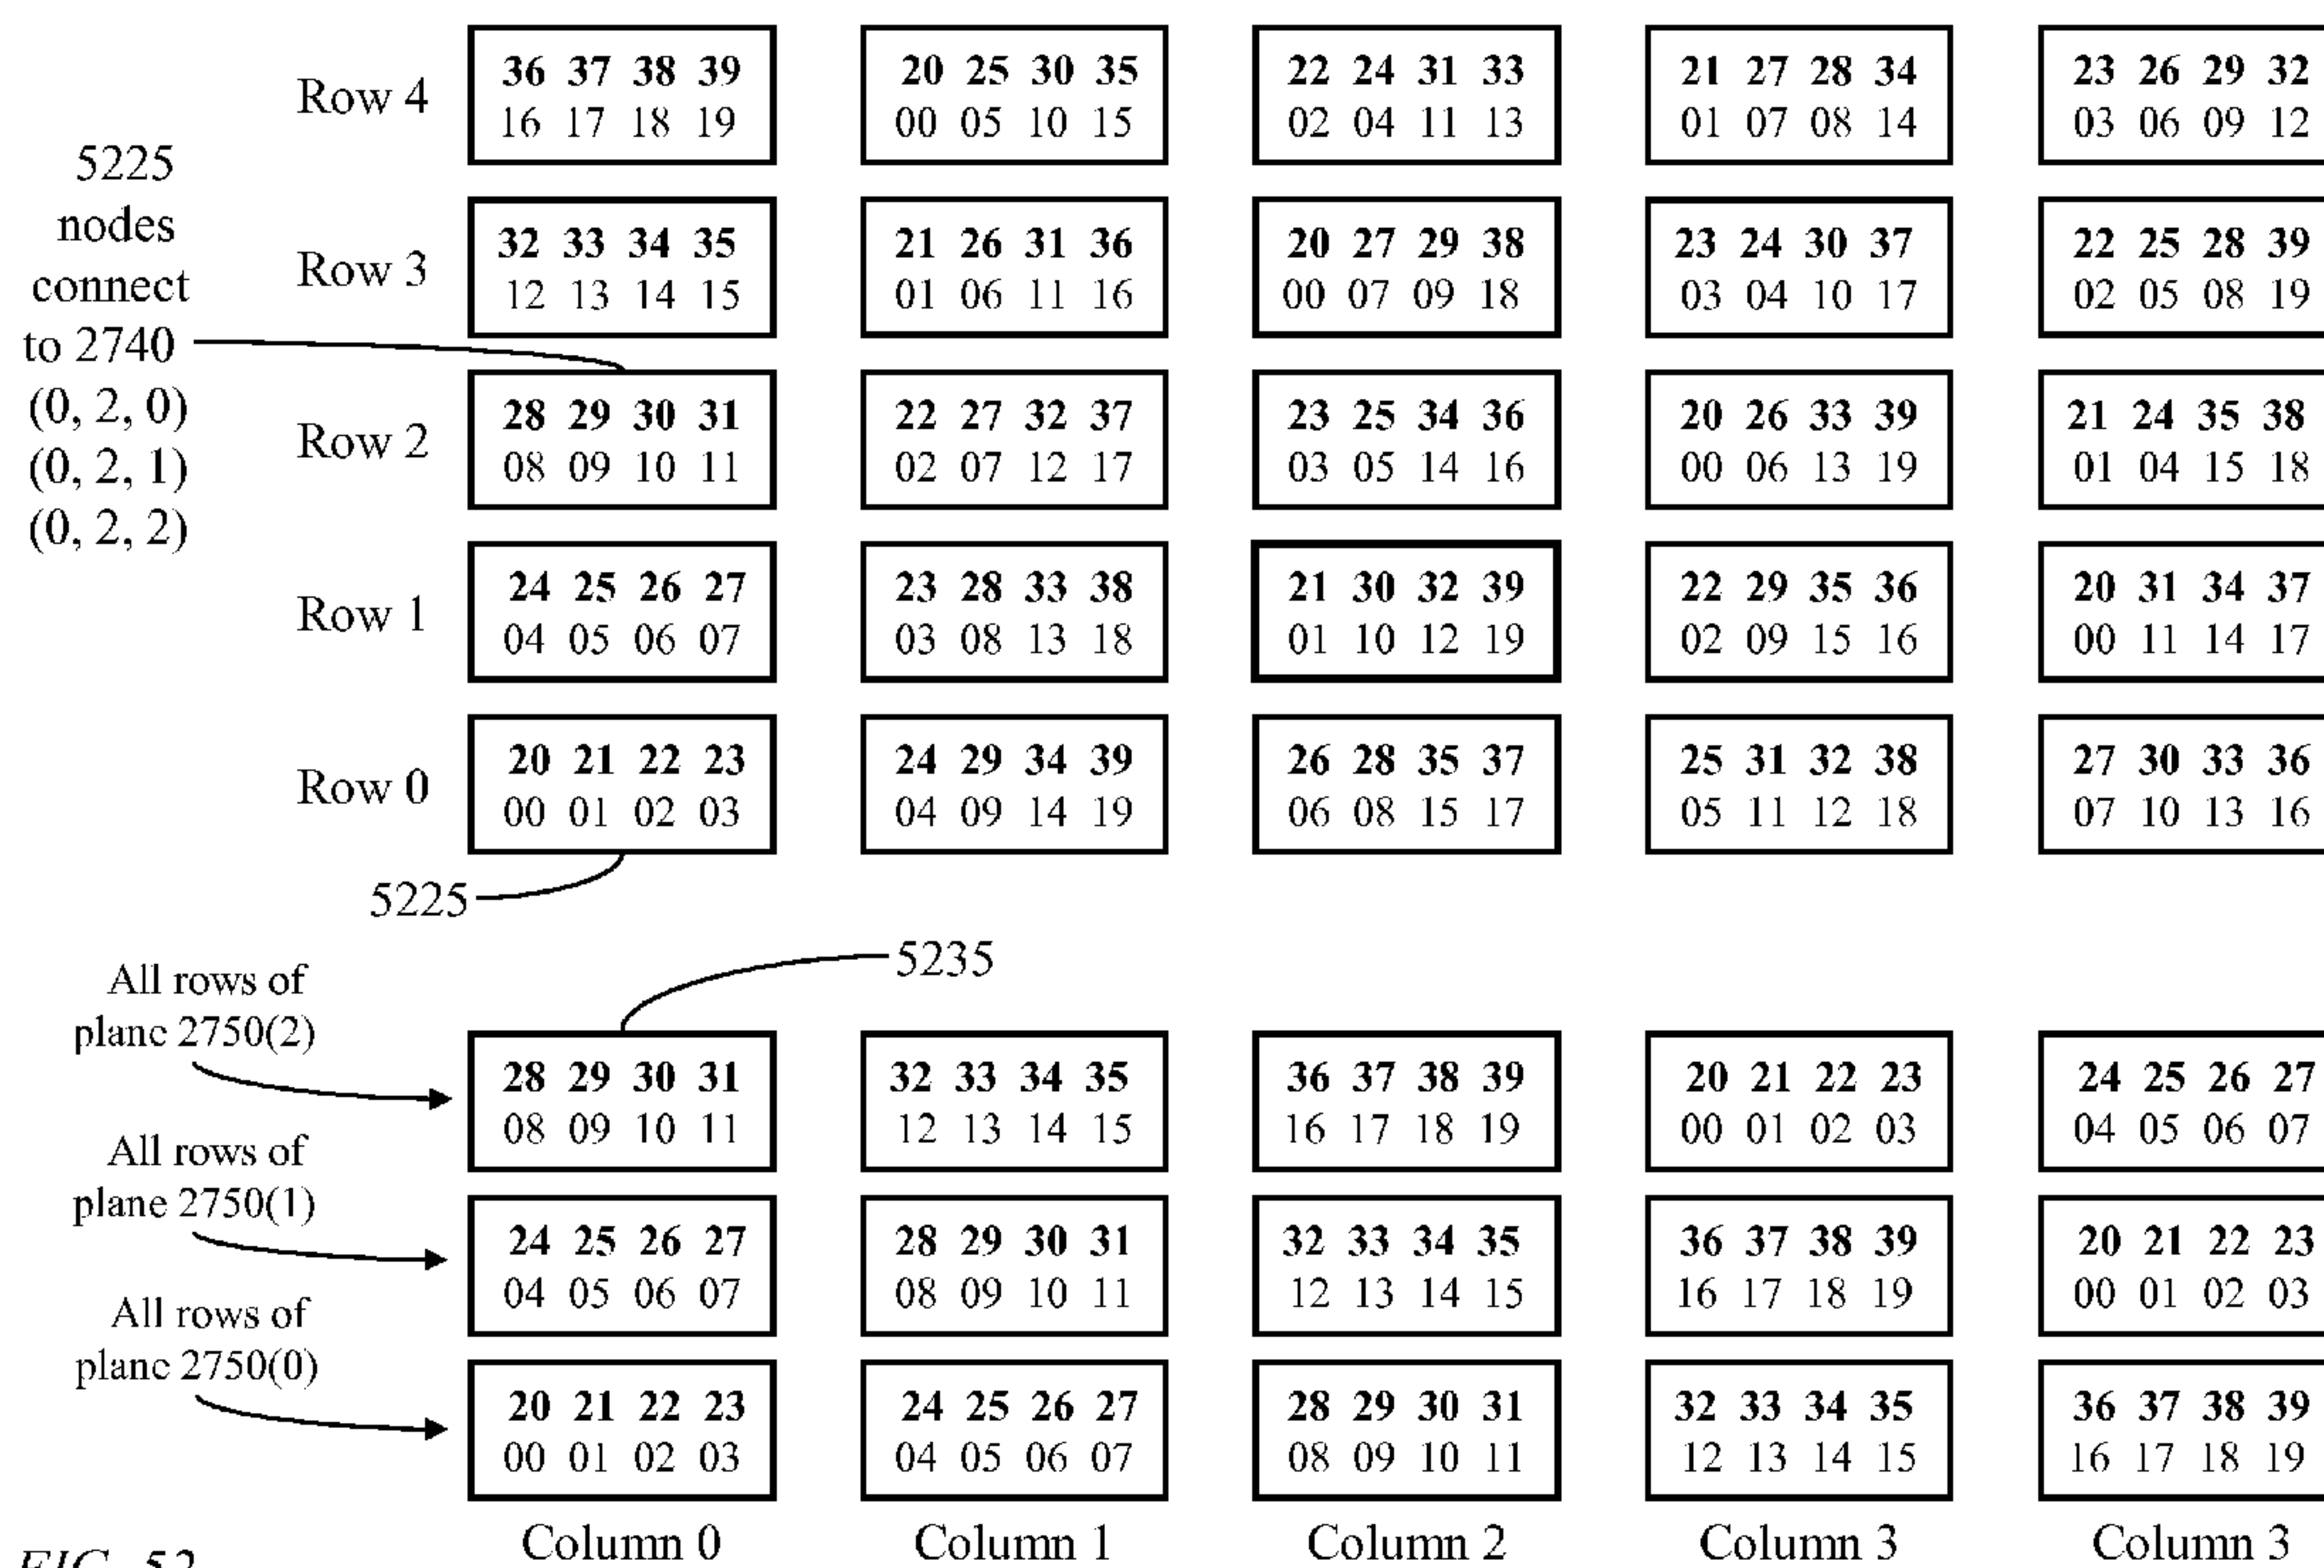 Row 4
36 37 38 39
16 17 18 19
20 25 30 35
00 05 10 15
22 24 31 33
02 04 11 13
21 27 28 34
01 07 08 14
23 26 29 32
03 06 09 12
5225
nodes
connect
to 2740
(0, 2, 0)
(0, 2, 1)
(0, 2, 2)
Row 3
32 33 34 35
12 13 14 15
21 26 31 36
01 06 11 16
20 27 29 38
00 07 09 18
23 24 30 37
03 04 10 17
22 25 28 39
02 05 08 19
Row 2
28 29 30 31
08 09 10 11
22 27 32 37
02 07 12 17
23 25 34 36
03 05 14 16
20 26 33 39
00 06 13 19
21 24 35 38
01 04 15 18
Row 1
24 25 26 27
04 05 06 07
23 28 33 38
03 08 13 18
21 30 32 39
01 10 12 19
22 29 35 36
02 09 15 16
20 31 34 37
00 11 14 17
Row 0
20 21 22 23
00 01 02 03
24 29 34 39
04 09 14 19
26 28 35 37
06 08 15 17
25 31 32 38
05 11 12 18
27 30 33 36
07 10 13 16
5225
5235
All rows of
plane 2750(2)
28 29 30 31
08 09 10 11
32 33 34 35
12 13 14 15
36 37 38 39
16 17 18 19
20 21 22 23
00 01 02 03
24 25 26 27
04 05 06 07
All rows of
plane 2750(1)
24 25 26 27
04 05 06 07
28 29 30 31
08 09 10 11
32 33 34 35
12 13 14 15
36 37 38 39
16 17 18 19
20 21 22 23
00 01 02 03
All rows of
plane 2750(0)
20 21 22 23
00 01 02 03
24 25 26 27
04 05 06 07
28 29 30 31
08 09 10 11
32 33 34 35
12 13 14 15
36 37 38 39
16 17 18 19
Column 0
Column 1
Column 2
Column 3
Column 3
FIG. 52